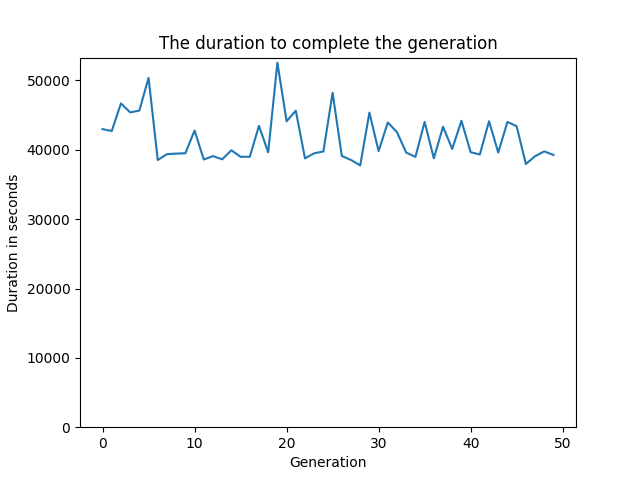 The duration to complete the generation
50000
40000
30000
20000
10000
0
Duration in seconds
0 10 20 30 40 50
Generation